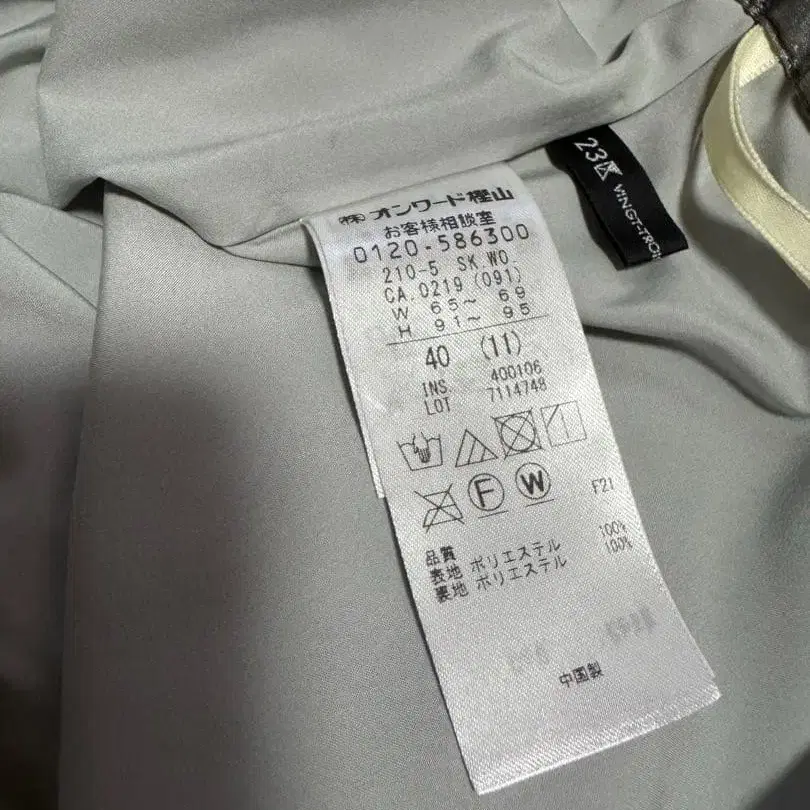 (株)オンワード樫山
お客様相談室
0120-586300
210-5 SK.WO.
CA.0219 (091)
W 65～ 69
H 91～ 95
40 (11)
INS. 400106
LOT 7114748
F W F21
品質
表地 ポリエステル 100%
裏地 ポリエステル 100%
中国製
23区 VINGT-TROIS